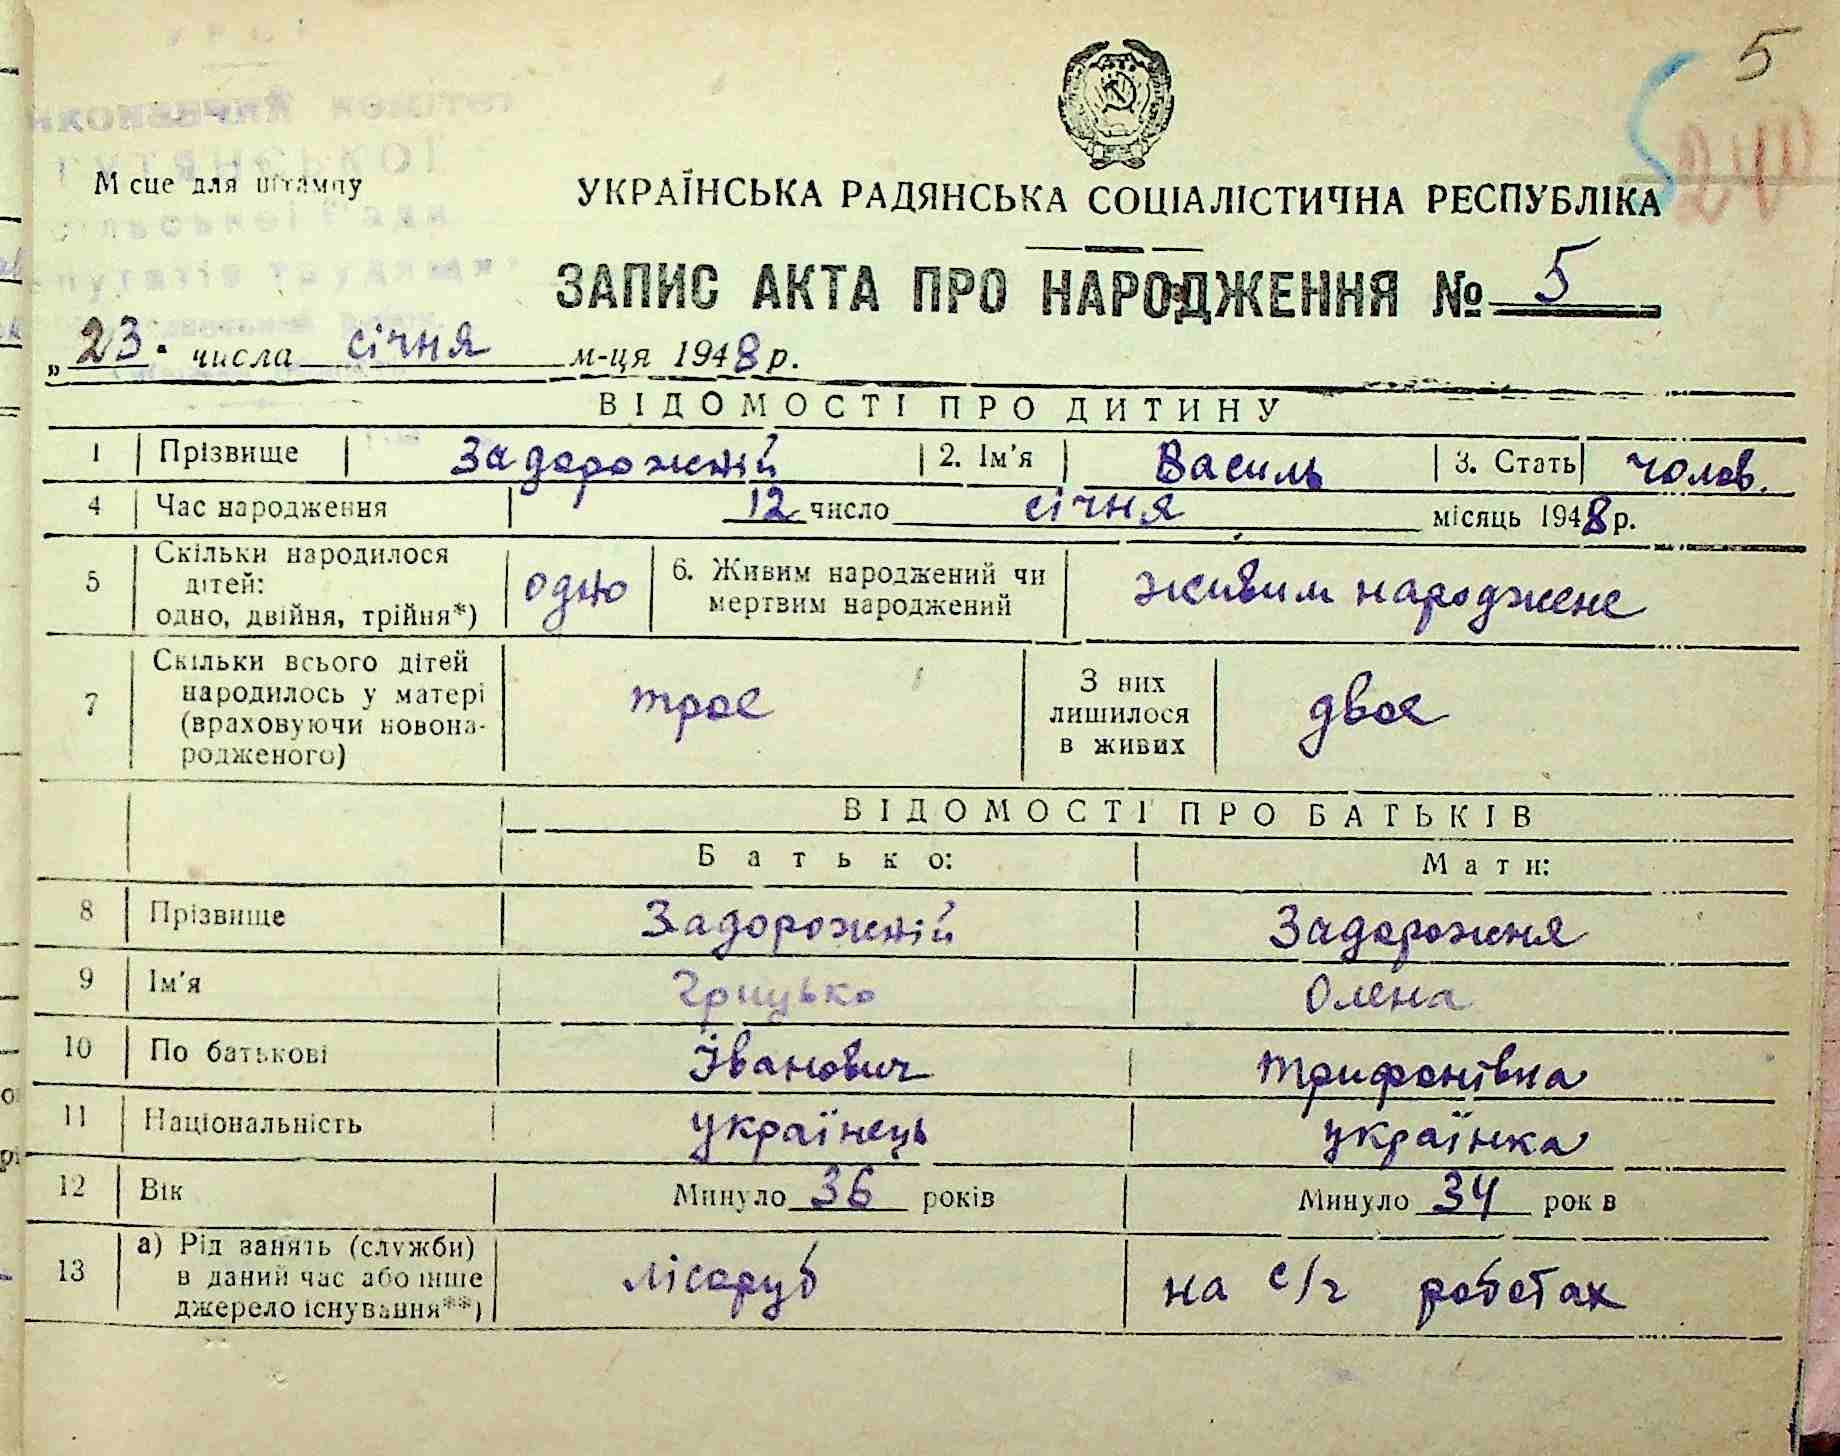 5
Місце для штампу
УКРАЇНСЬКА РАДЯНСЬКА СОЦІАЛІСТИЧНА РЕСПУБЛІКА
ЗАПИС АКТА ПРО НАРОДЖЕННЯ № 5
„23" числа січня м-ця 1948 р.
ВІДОМОСТІ ПРО ДИТИНУ
1 Прізвище Задорожній 2. Ім'я Василь 3. Стать чолов.
4 Час народження 12 число січня місяць 1948 р.
5 Скільки народилося дітей: одно, двійня, трійня*) одно 6. Живим народжений чи мертвим народжений живим народжене
7 Скільки всього дітей народилось у матері (враховуючи новонародженого) троє З них лишилося в живих двоє
ВІДОМОСТІ ПРО БАТЬКІВ
Батько: Мати:
8 Прізвище Задорожній Задорожня
9 Ім'я Грицько Олена
10 По батькові Іванович Трифонівна
11 Національність українець українка
12 Вік Минуло 36 років Минуло 34 років
13 а) Рід занять (служби) в даний час або інше джерело існування**) лісоруб на с/г роботах